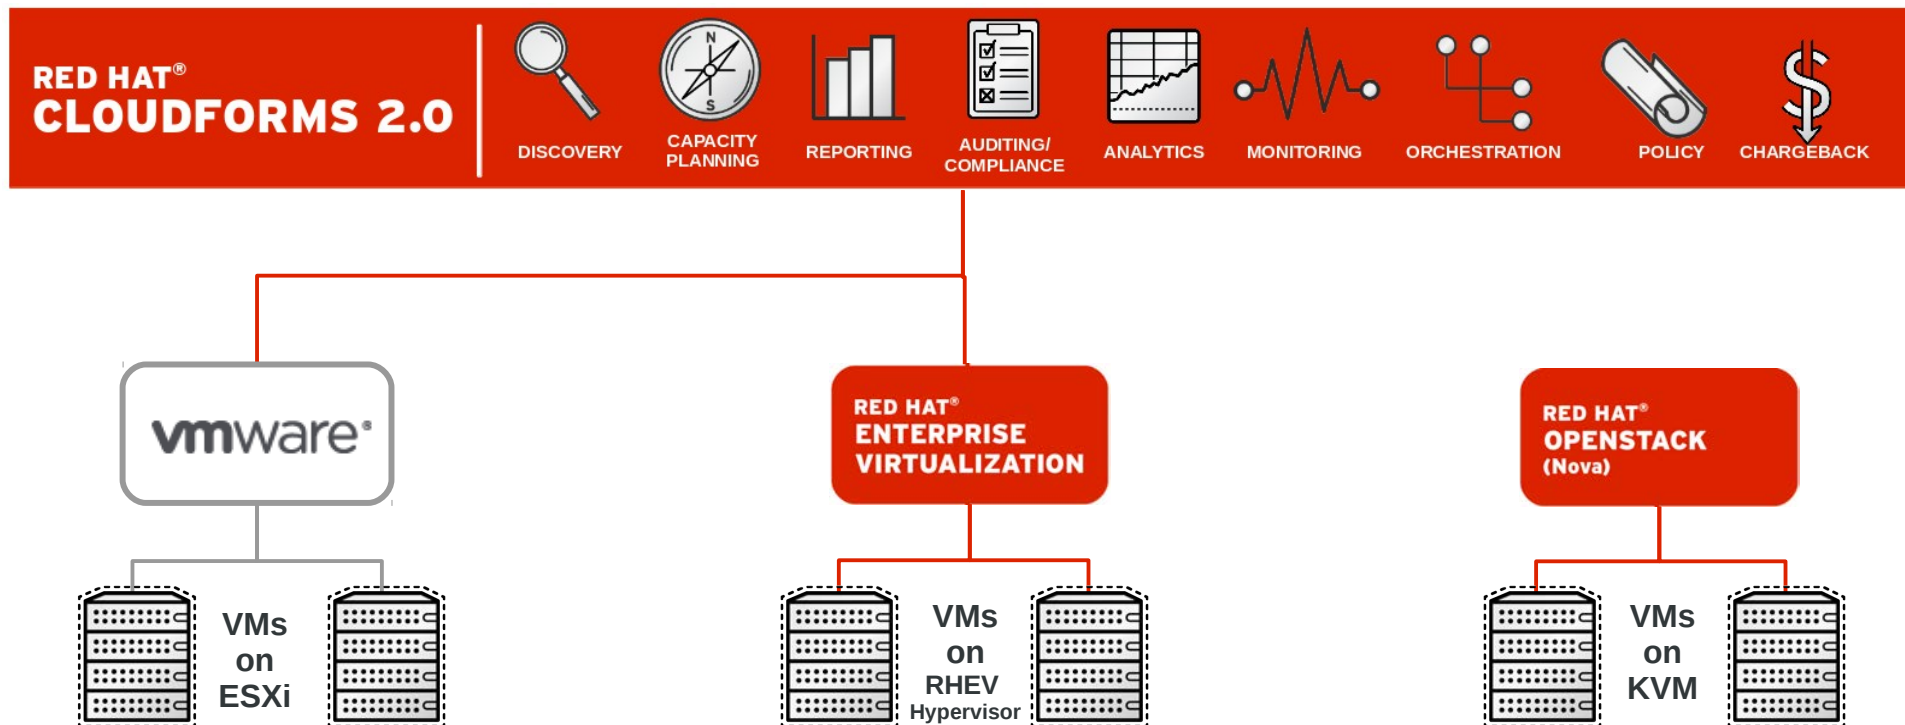 RED HAT®
CLOUDFORMS 2.0
DISCOVERY
CAPACITY
PLANNING
REPORTING
AUDITING/
COMPLIANCE
ANALYTICS
MONITORING
ORCHESTRATION
POLICY
CHARGEBACK
N
S
$
vmware®
RED HAT®
ENTERPRISE
VIRTUALIZATION
RED HAT®
OPENSTACK
(Nova)
VMs
on
ESXi
VMs
on
RHEV
Hypervisor
VMs
on
KVM